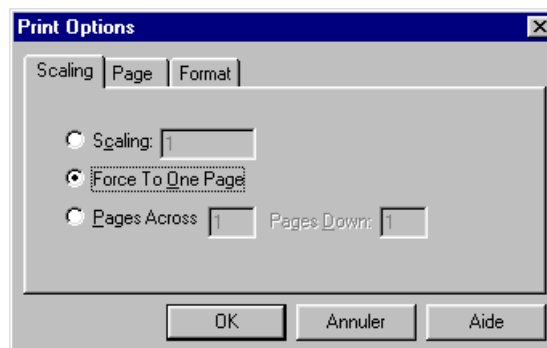 Print Options
Scaling Page Format
Scaling: 1
Force To One Page
Pages Across 1 Pages Down: 1
OK Annuler Aide